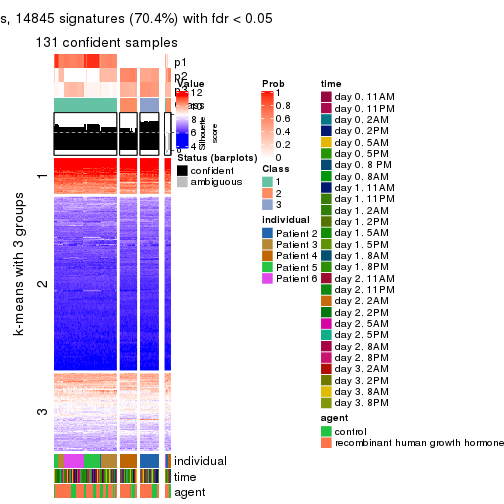 s, 14845 signatures (70.4%) with fdr < 0.05
131 confident samples
p1
p2
p3
Value
12
10
8
6
4
Silhouette
score
Status (barplots)
confident
ambiguous
Prob
1
0.8
0.6
0.4
0.2
0
Class
1
2
3
individual
Patient 2
Patient 3
Patient 4
Patient 5
Patient 6
time
day 0. 11AM
day 0. 11PM
day 0. 2AM
day 0. 2PM
day 0. 5AM
day 0. 5PM
day 0. 8 PM
day 0. 8AM
day 1. 11AM
day 1. 11PM
day 1. 2AM
day 1. 2PM
day 1. 5AM
day 1. 5PM
day 1. 8AM
day 1. 8PM
day 2. 11AM
day 2. 11PM
day 2. 2AM
day 2. 2PM
day 2. 5AM
day 2. 5PM
day 2. 8AM
day 2. 8PM
day 3. 2AM
day 3. 2PM
day 3. 8AM
day 3. 8PM
agent
control
recombinant human growth hormone
k-means with 3 groups
1
2
3
individual
time
agent